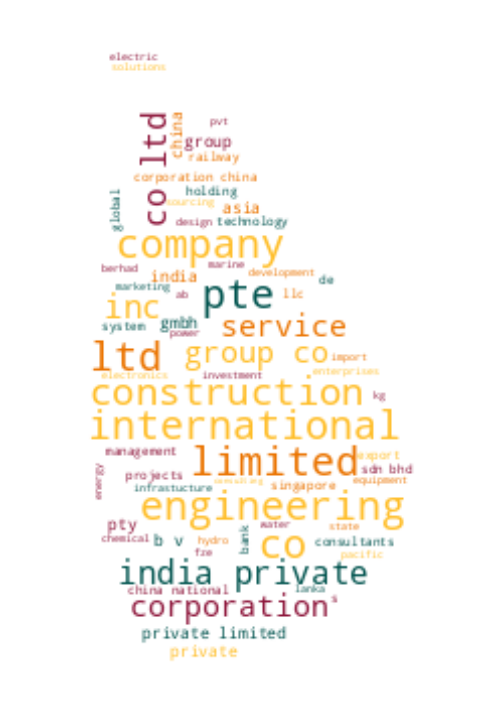 electric
solutions
co ltd
china
pvt
group
railway
corporation china
holding
global
sourcing
asia
design technology
company
berhad
marine
india
development
de
marketing
ab
pte
llc
inc
system
gmbh
power
service
ltd
group co
import
enterprises
electronics
investment
construction
kg
international
management
limited
export
sdn bhd
energy
projects
consulting
equipment
infrastucture
singapore
engineering
pty
water
state
chemical
b v
hydro
bank
co
consultants
fze
pacific
india private
china national
lanka
corporation
s
private limited
private